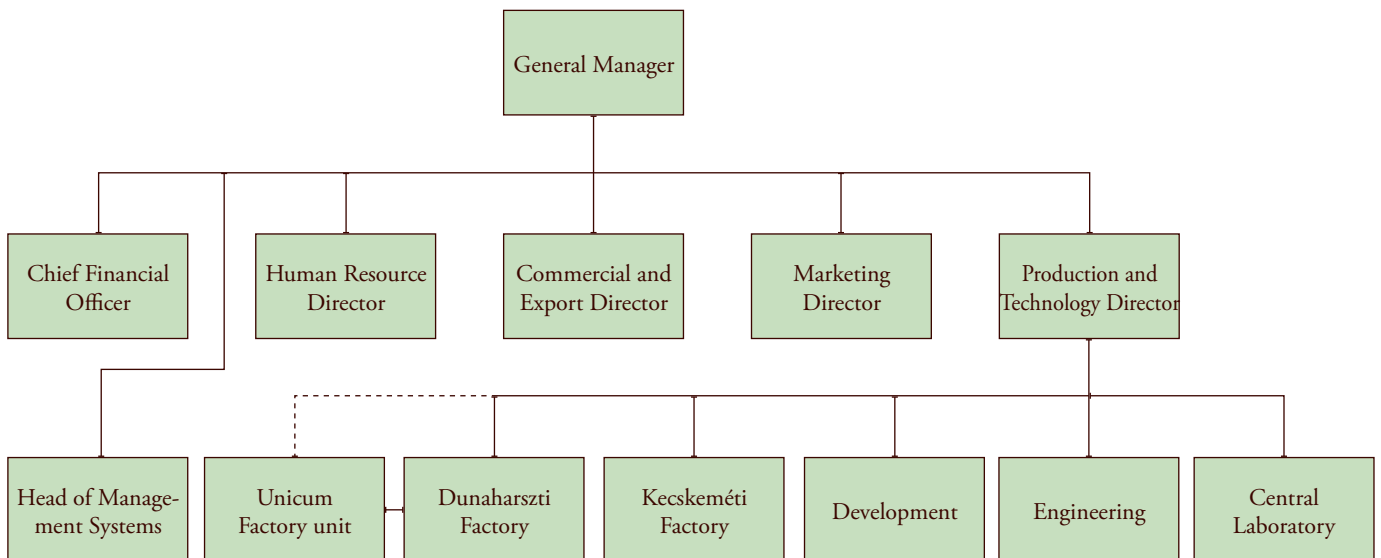 General Manager
Chief Financial
Officer
Human Resource
Director
Commercial and
Export Director
Marketing
Director
Production and
Technology Director
Head of Manage-
ment Systems
Unicum
Factory unit
Dunaharszti
Factory
Kecskeméti
Factory
Development
Engineering
Central
Laboratory